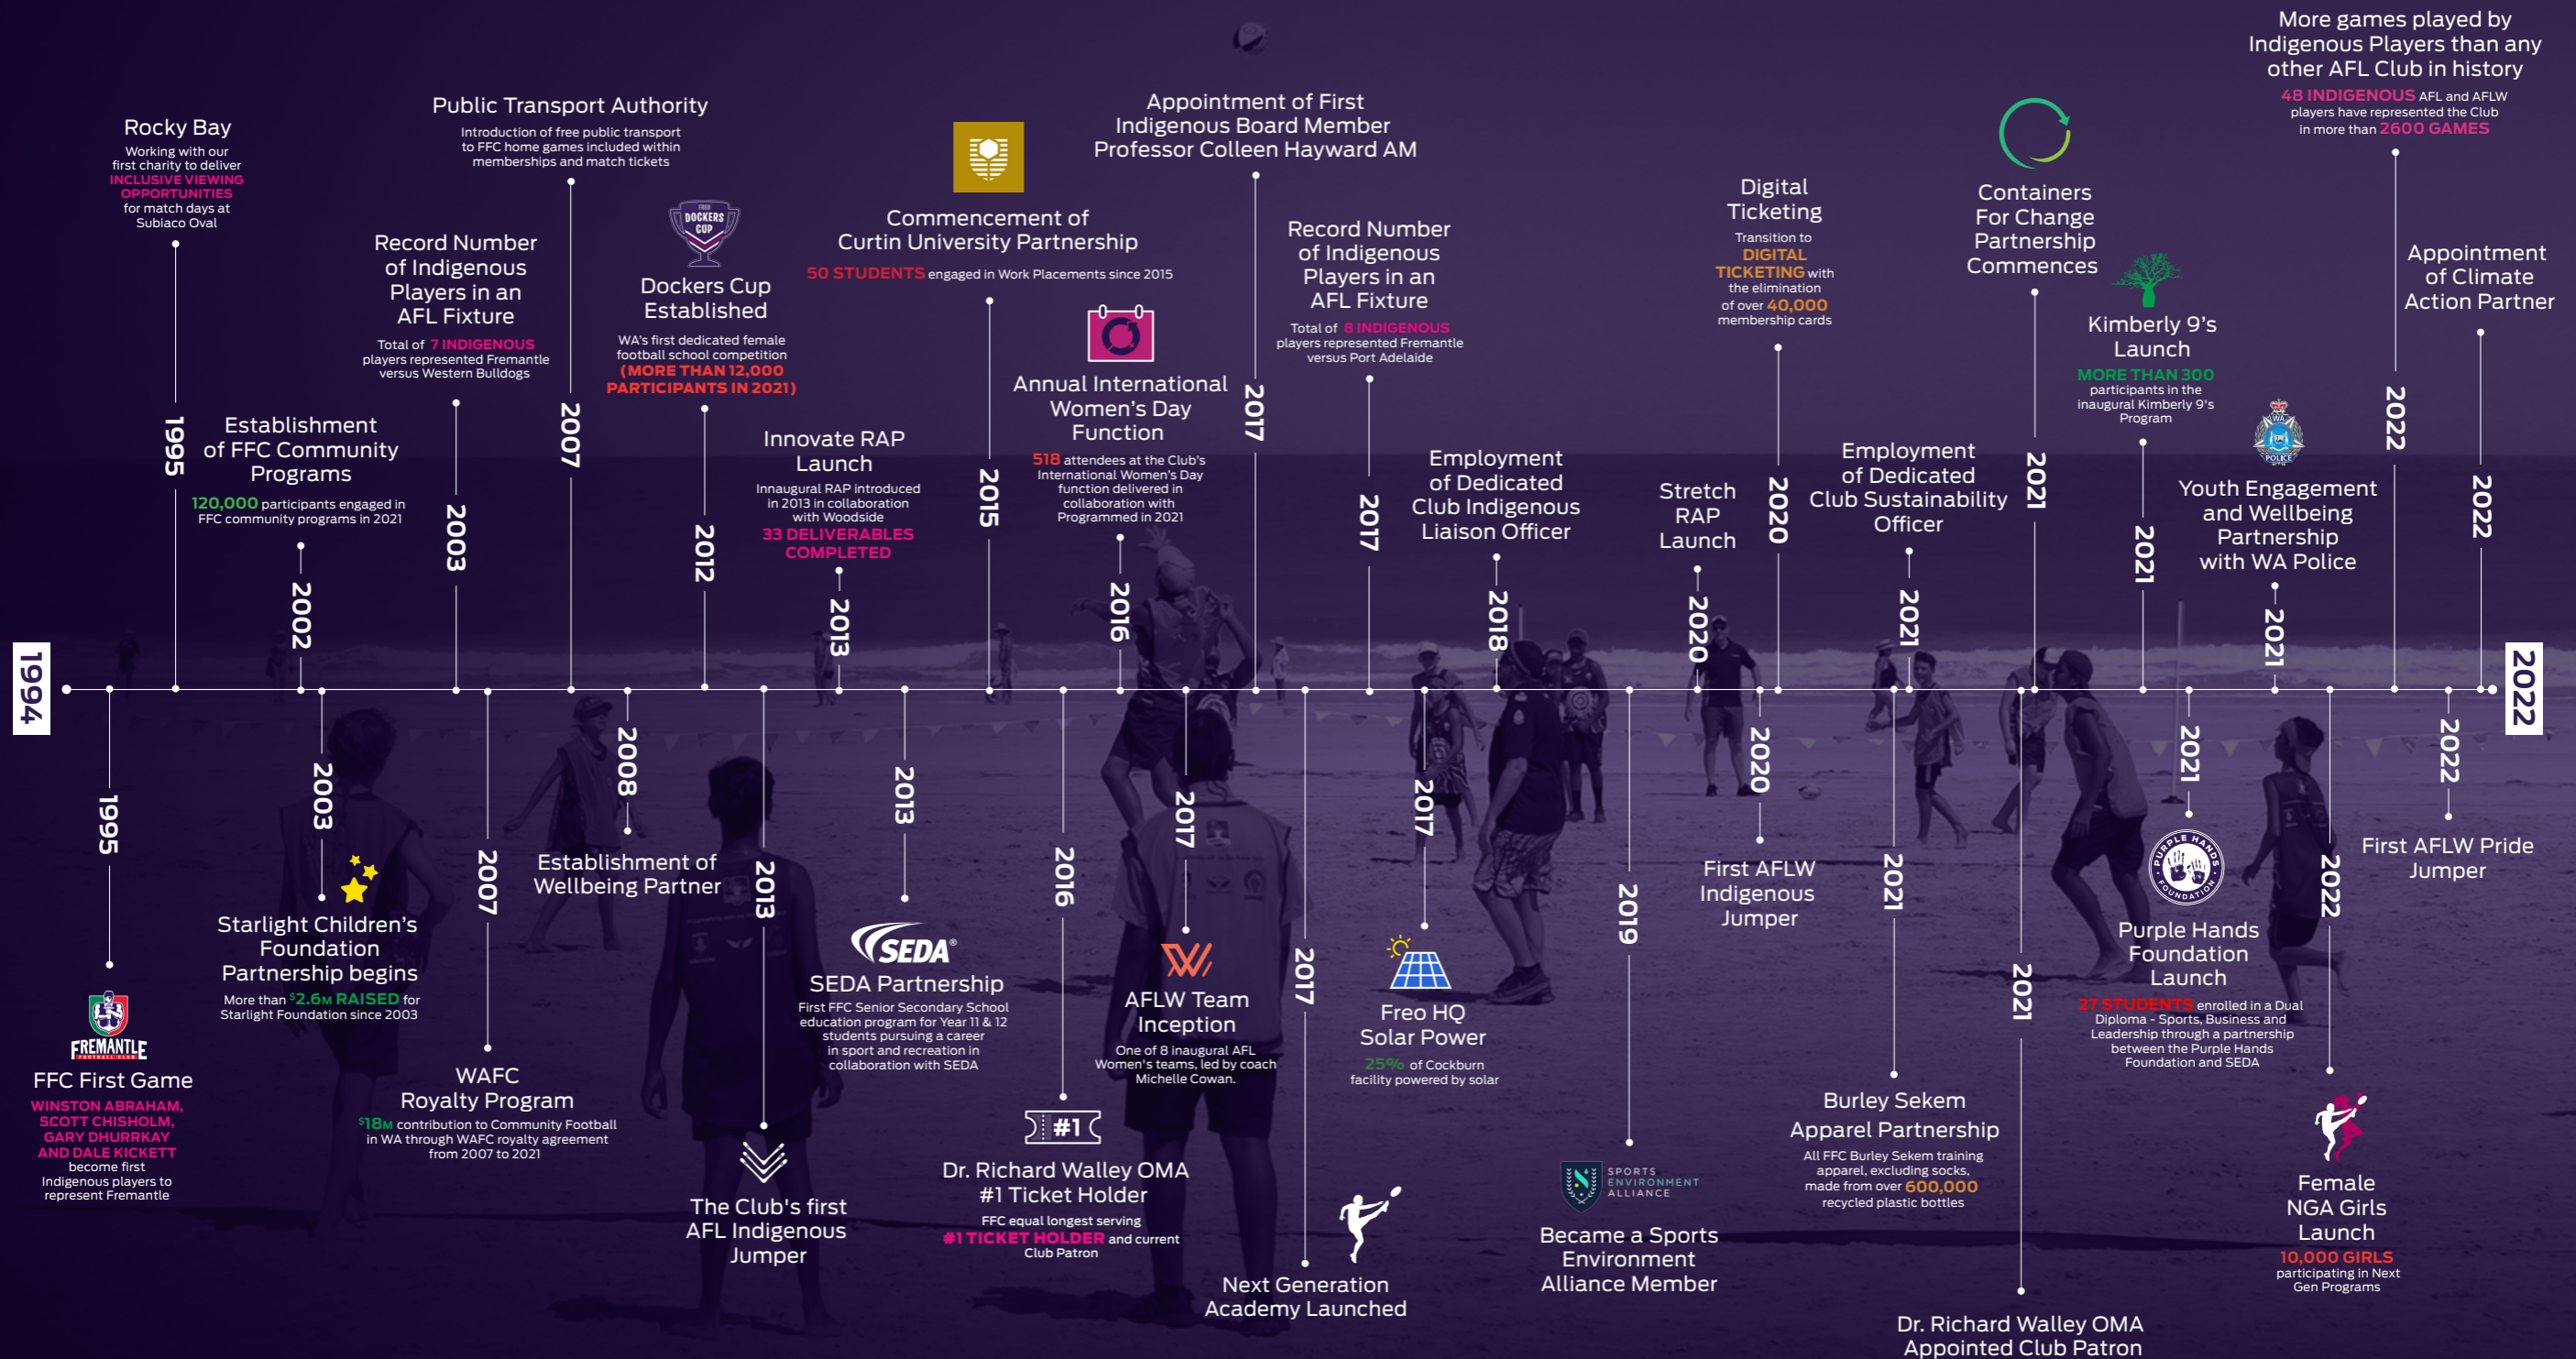 1994
1995
FREMANTLE
FOOTBALL CLUB
FFC First Game
WINSTON ABRAHAM,
SCOTT CHISHOLM,
GARY DHURRKAY
AND DALE KICKETT
become first
Indigenous players to
represent Fremantle
Rocky Bay
Working with our
first charity to deliver
INCLUSIVE VIEWING
OPPORTUNITIES
for match days at
Subiaco Oval
1995
Establishment
of FFC Community
Programs
120,000 participants engaged in
FFC community programs in 2021
2002
2003
Starlight Children's
Foundation
Partnership begins
More than $2.6M RAISED for
Starlight Foundation since 2003
Record Number
of Indigenous
Players in an
AFL Fixture
Total of 7 INDIGENOUS
players represented Fremantle
versus Western Bulldogs
2003
2007
WAFC
Royalty Program
$18M contribution to Community Football
in WA through WAFC royalty agreement
from 2007 to 2021
Public Transport Authority
Introduction of free public transport
to FFC home games included within
memberships and match tickets
2007
2008
Establishment of
Wellbeing Partner
FREO
DOCKERS
CUP
Dockers Cup
Established
WA's first dedicated female
football school competition
(MORE THAN 12,000
PARTICIPANTS IN 2021)
2012
2013
The Club's first
AFL Indigenous
Jumper
Innovate RAP
Launch
Innaugural RAP introduced
in 2013 in collaboration
with Woodside
33 DELIVERABLES
COMPLETED
2013
2013
SEDA®
SEDA Partnership
First FFC Senior Secondary School
education program for Year 11 & 12
students pursuing a career
in sport and recreation in
collaboration with SEDA
Commencement of
Curtin University Partnership
50 STUDENTS engaged in Work Placements since 2015
2015
2016
#1
Dr. Richard Walley OMA
#1 Ticket Holder
FFC equal longest serving
#1 TICKET HOLDER and current
Club Patron
Annual International
Women's Day
Function
518 attendees at the Club's
International Women's Day
function delivered in
collaboration with
Programmed in 2021
2016
2017
AFLW Team
Inception
One of 8 inaugural AFL
Women's teams, led by coach
Michelle Cowan.
Appointment of First
Indigenous Board Member
Professor Colleen Hayward AM
2017
2017
Next Generation
Academy Launched
Record Number
of Indigenous
Players in an
AFL Fixture
Total of 8 INDIGENOUS
players represented Fremantle
versus Port Adelaide
2017
2017
Freo HQ
Solar Power
25% of Cockburn
facility powered by solar
Employment
of Dedicated
Club Indigenous
Liaison Officer
2018
2019
SPORTS
ENVIRONMENT
ALLIANCE
Became a Sports
Environment
Alliance Member
Stretch
RAP
Launch
2020
2020
First AFLW
Indigenous
Jumper
Digital
Ticketing
Transition to
DIGITAL
TICKETING with
the elimination
of over 40,000
membership cards
2020
2021
Burley Sekem
Apparel Partnership
All FFC Burley Sekem training
apparel, excluding socks,
made from over 600,000
recycled plastic bottles
Employment
of Dedicated
Club Sustainability
Officer
2021
2021
Dr. Richard Walley OMA
Appointed Club Patron
Containers
For Change
Partnership
Commences
2021
Kimberly 9's
Launch
MORE THAN 300
participants in the
inaugural Kimberly 9's
Program
2021
2021
PURPLE HANDS
FOUNDATION
Purple Hands
Foundation
Launch
27 STUDENTS enrolled in a Dual
Diploma - Sports, Business and
Leadership through a partnership
between the Purple Hands
Foundation and SEDA
WA
POLICE
Youth Engagement
and Wellbeing
Partnership
with WA Police
2021
2022
Female
NGA Girls
Launch
10,000 GIRLS
participating in Next
Gen Programs
More games played by
Indigenous Players than any
other AFL Club in history
48 INDIGENOUS AFL and AFLW
players have represented the Club
in more than 2600 GAMES
2022
2022
First AFLW Pride
Jumper
Appointment
of Climate
Action Partner
2022
2022